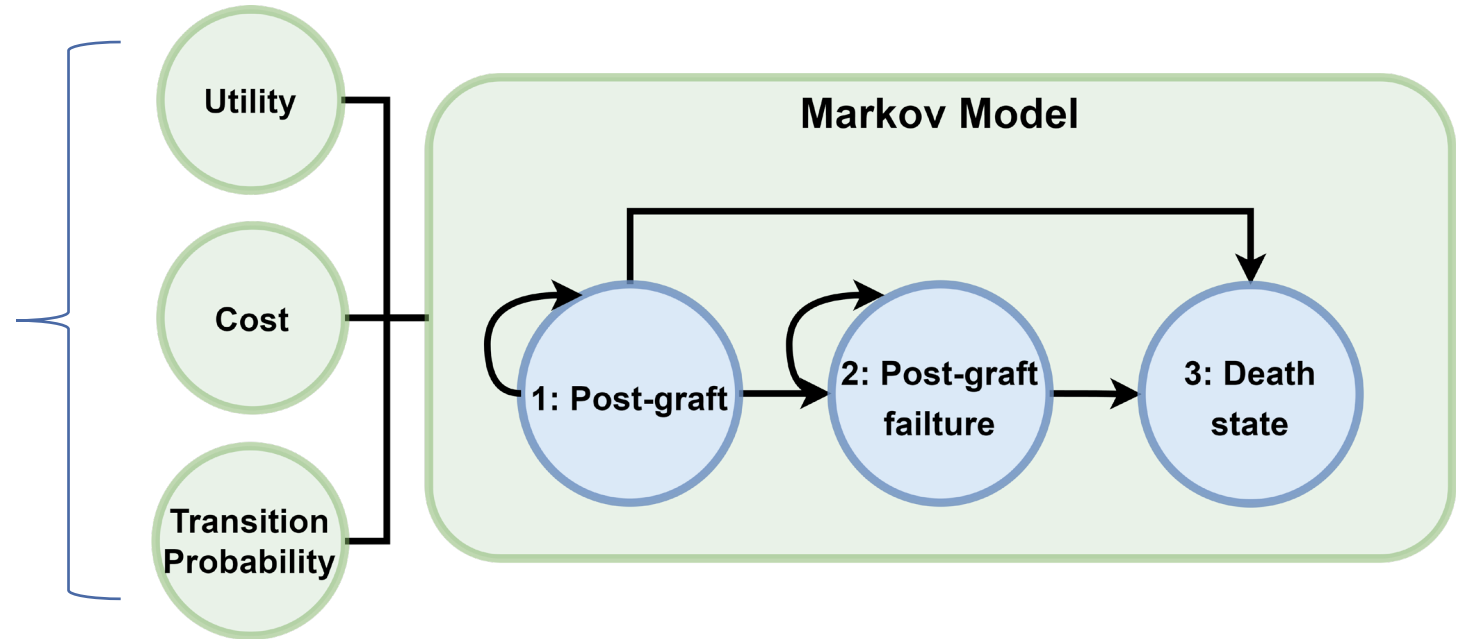 Utility
Cost
Transition
Probability
Markov Model
1: Post-graft
2: Post-graft
failture
3: Death
state